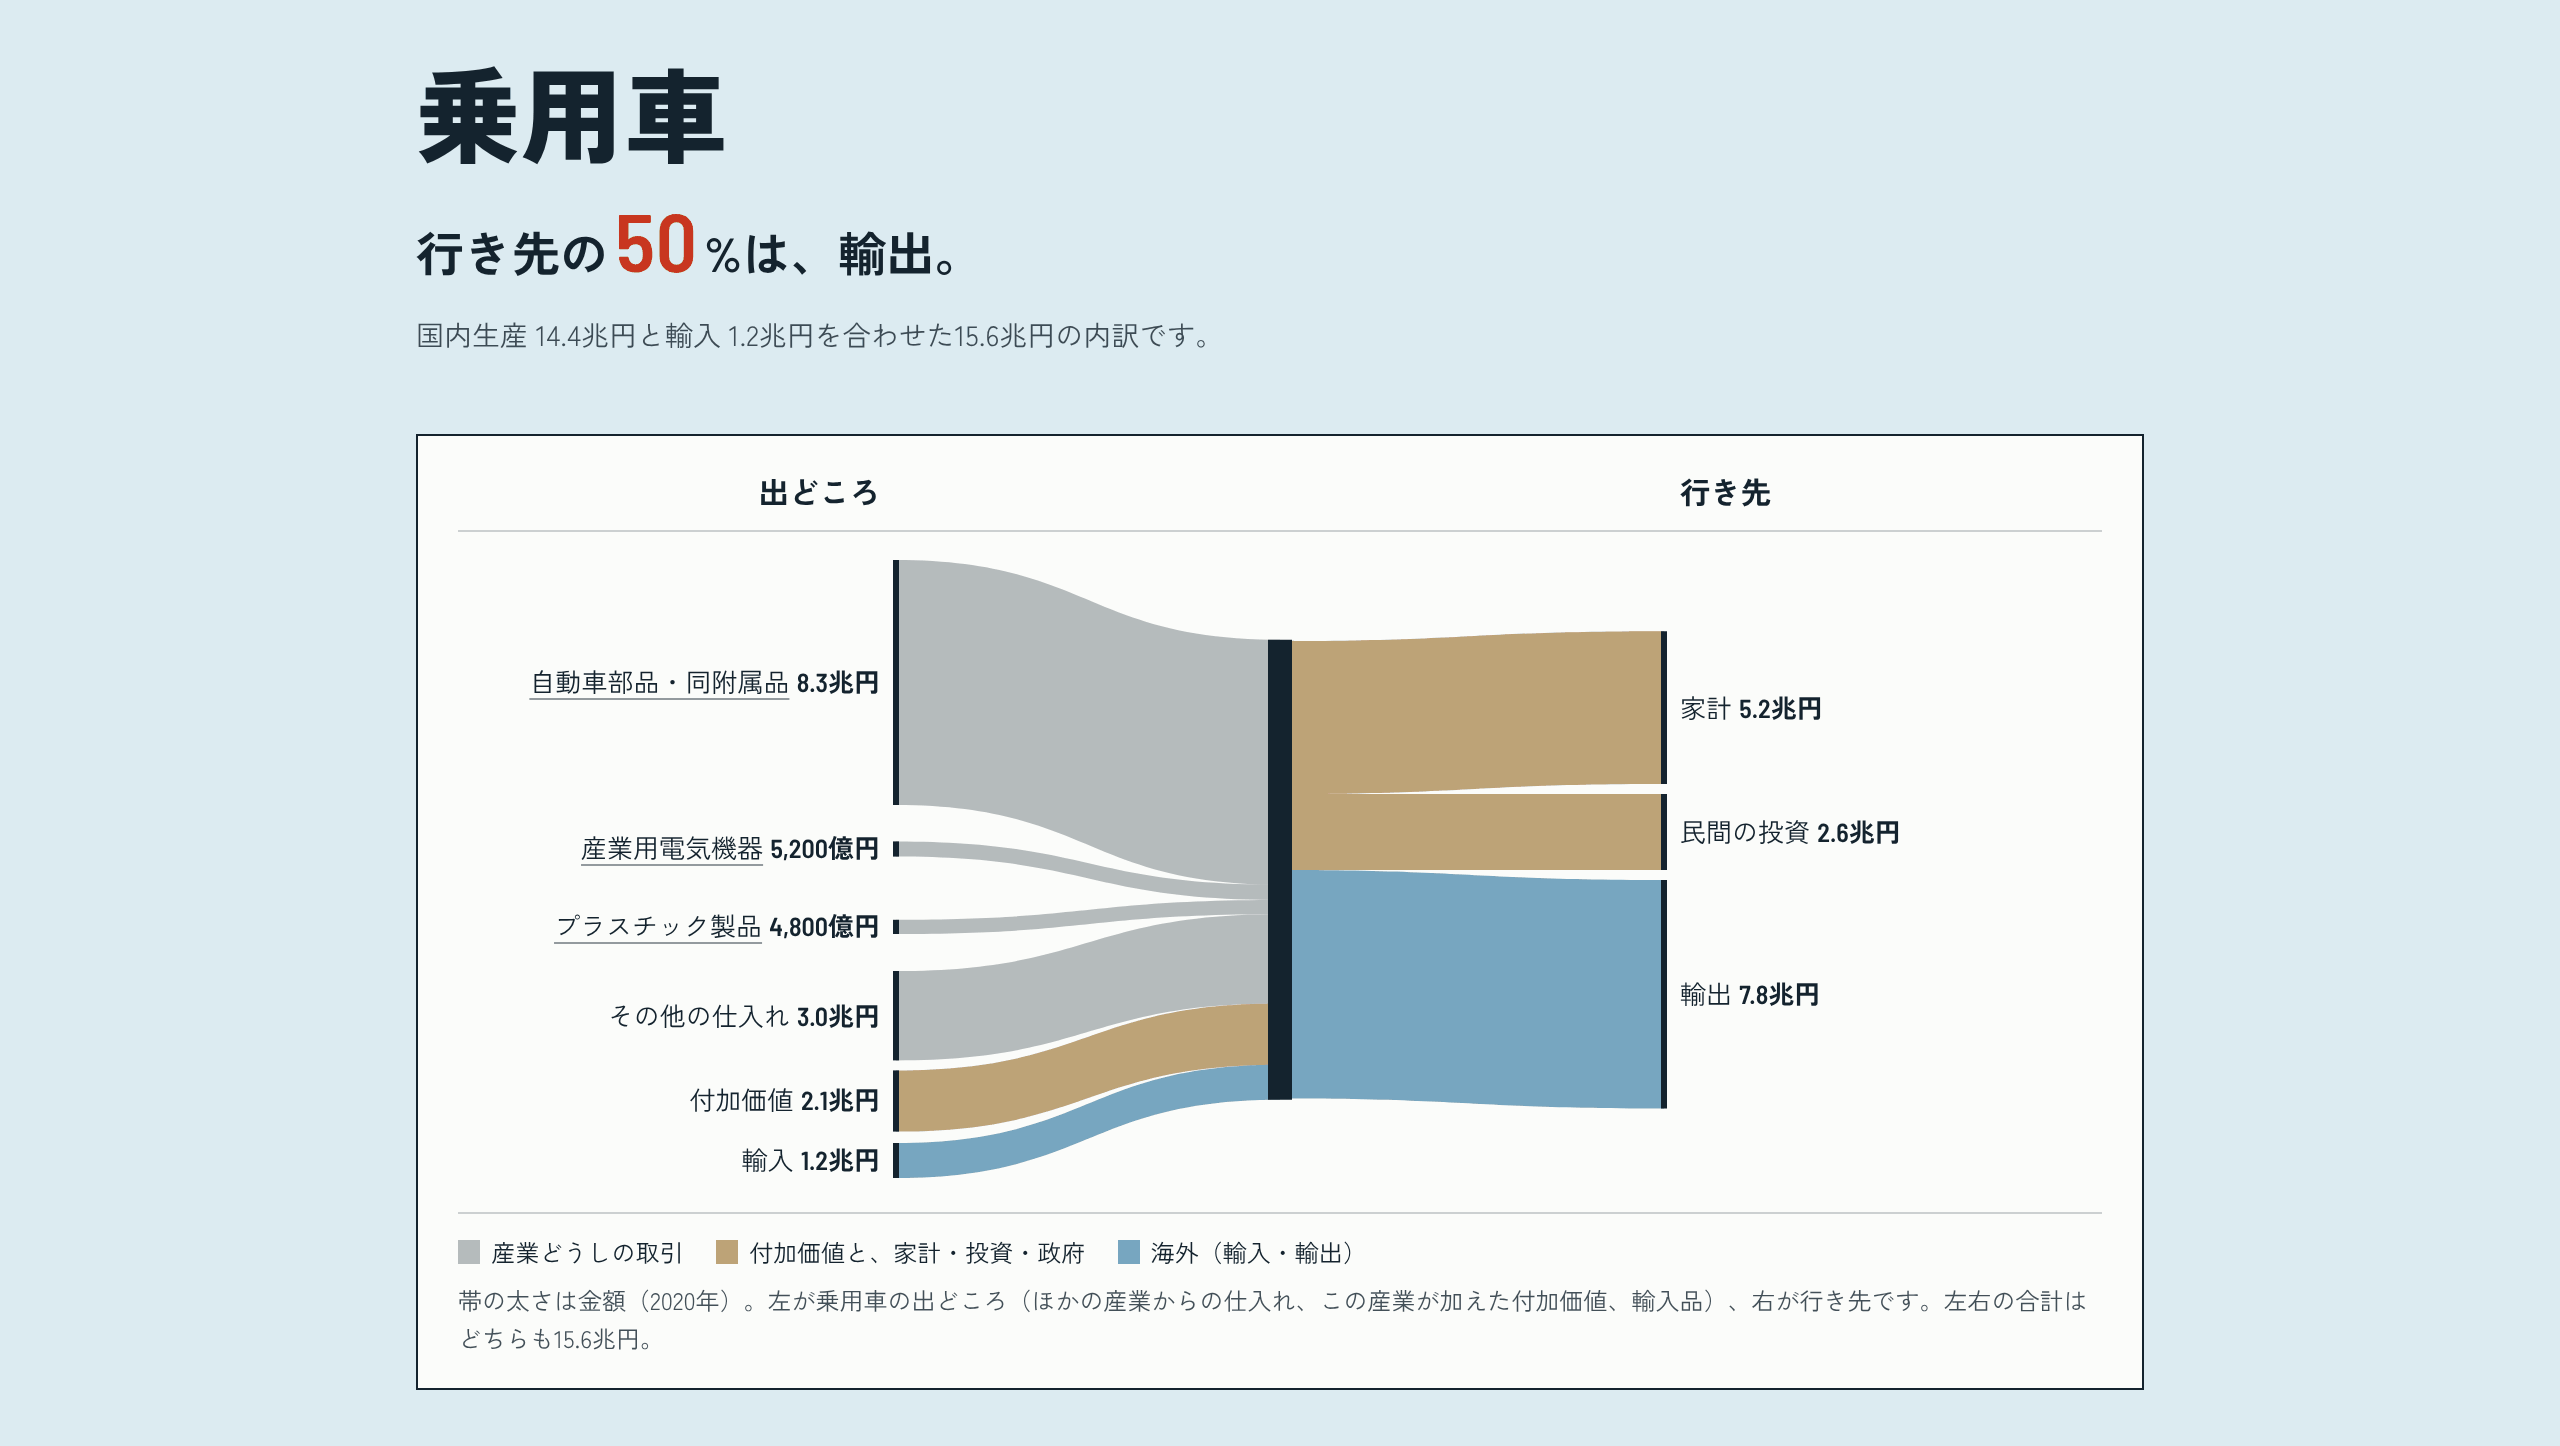 乗用車
行き先の50%は、輸出。
国内生産 14.4兆円と輸入 1.2兆円を合わせた15.6兆円の内訳です。
出どころ
行き先
自動車部品・同附属品 8.3兆円
産業用電気機器 5,200億円
プラスチック製品 4,800億円
その他の仕入れ 3.0兆円
付加価値 2.1兆円
輸入 1.2兆円
家計 5.2兆円
民間の投資 2.6兆円
輸出 7.8兆円
産業どうしの取引
付加価値と、家計・投資・政府
海外（輸入・輸出）
帯の太さは金額（2020年）。左が乗用車の出どころ（ほかの産業からの仕入れ、この産業が加えた付加価値、輸入品）、右が行き先です。左右の合計は
どちらも15.6兆円。